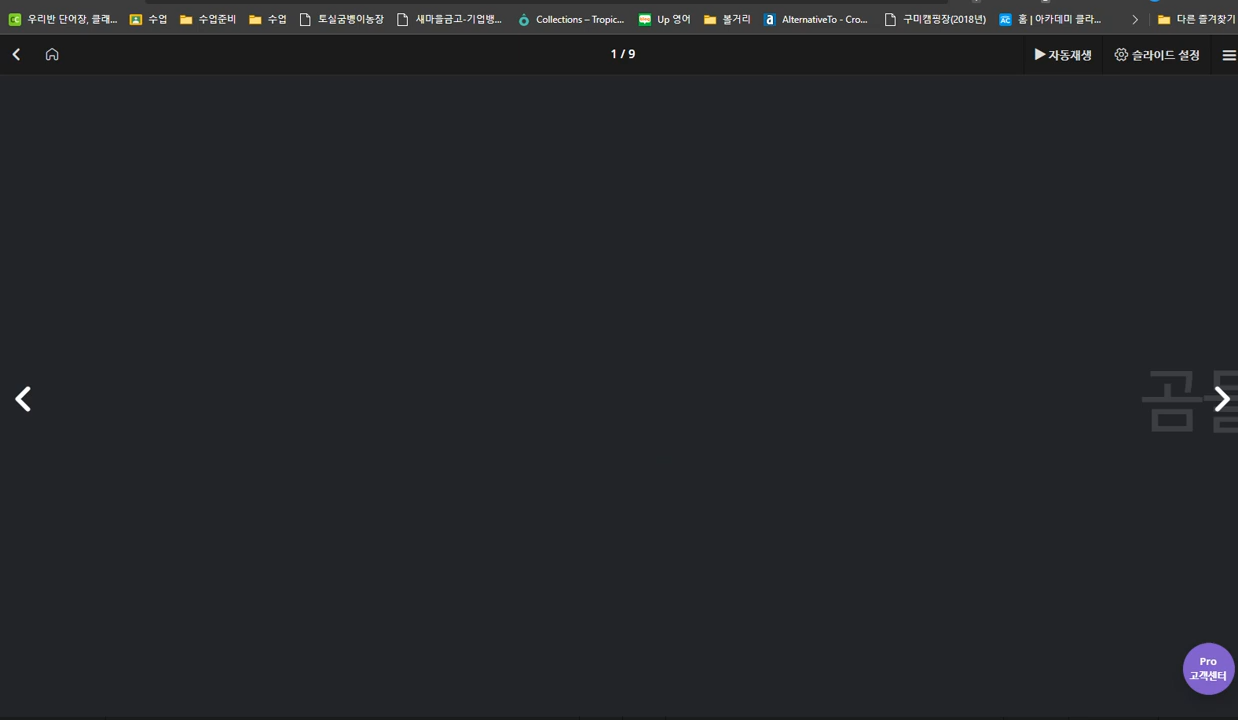 우리반 단어장, 클래...
수업
수업준비
수업
토실굼벵이농장
새마을금고-기업뱅...
Collections – Tropic...
Up 영어
볼거리
AlternativeTo - Cro...
구미캠핑장(2018년)
홈 | 아카데미 클라...
다른 즐겨찾기
1 / 9
자동재생
슬라이드 설정
곰
Pro
고객센터